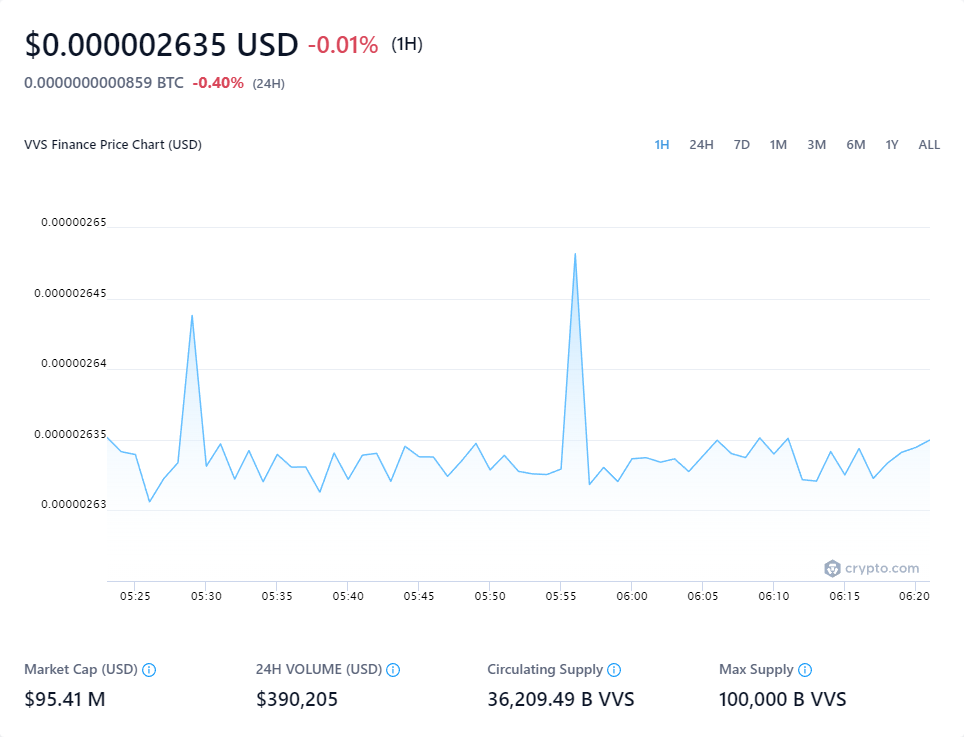 $0.000002635 USD -0.01% (1H)
0.0000000000859 BTC -0.40% (24H)
VVS Finance Price Chart (USD)
1H 24H 7D 1M 3M 6M 1Y ALL
0.00000265
0.000002645
0.00000264
0.000002635
0.00000263
crypto.com
05:25 05:30 05:35 05:40 05:45 05:50 05:55 06:00 06:05 06:10 06:15 06:20
Market Cap (USD) 24H VOLUME (USD) Circulating Supply Max Supply
$95.41 M $390,205 36,209.49 B VVS 100,000 B VVS